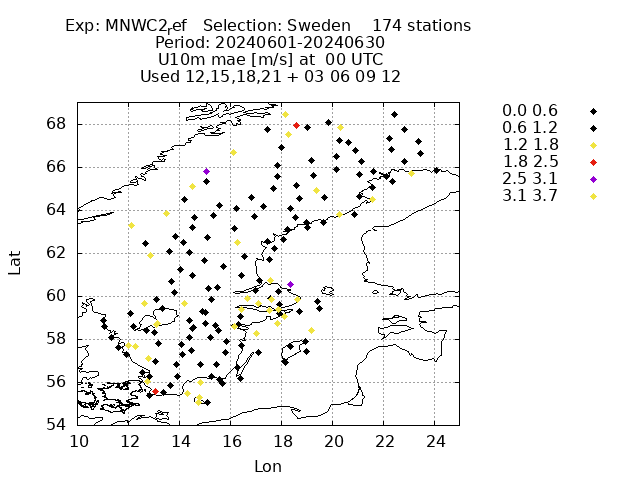 Exp: MNWC2ref Selection: Sweden 174 stations
Period: 20240601-20240630
U10m mae [m/s] at 00 UTC
Used 12,15,18,21 + 03 06 09 12
0.0 0.6
0.6 1.2
1.2 1.8
1.8 2.5
2.5 3.1
3.1 3.7
68
66
64
62
60
58
56
54
Lat
10 12 14 16 18 20 22 24
Lon